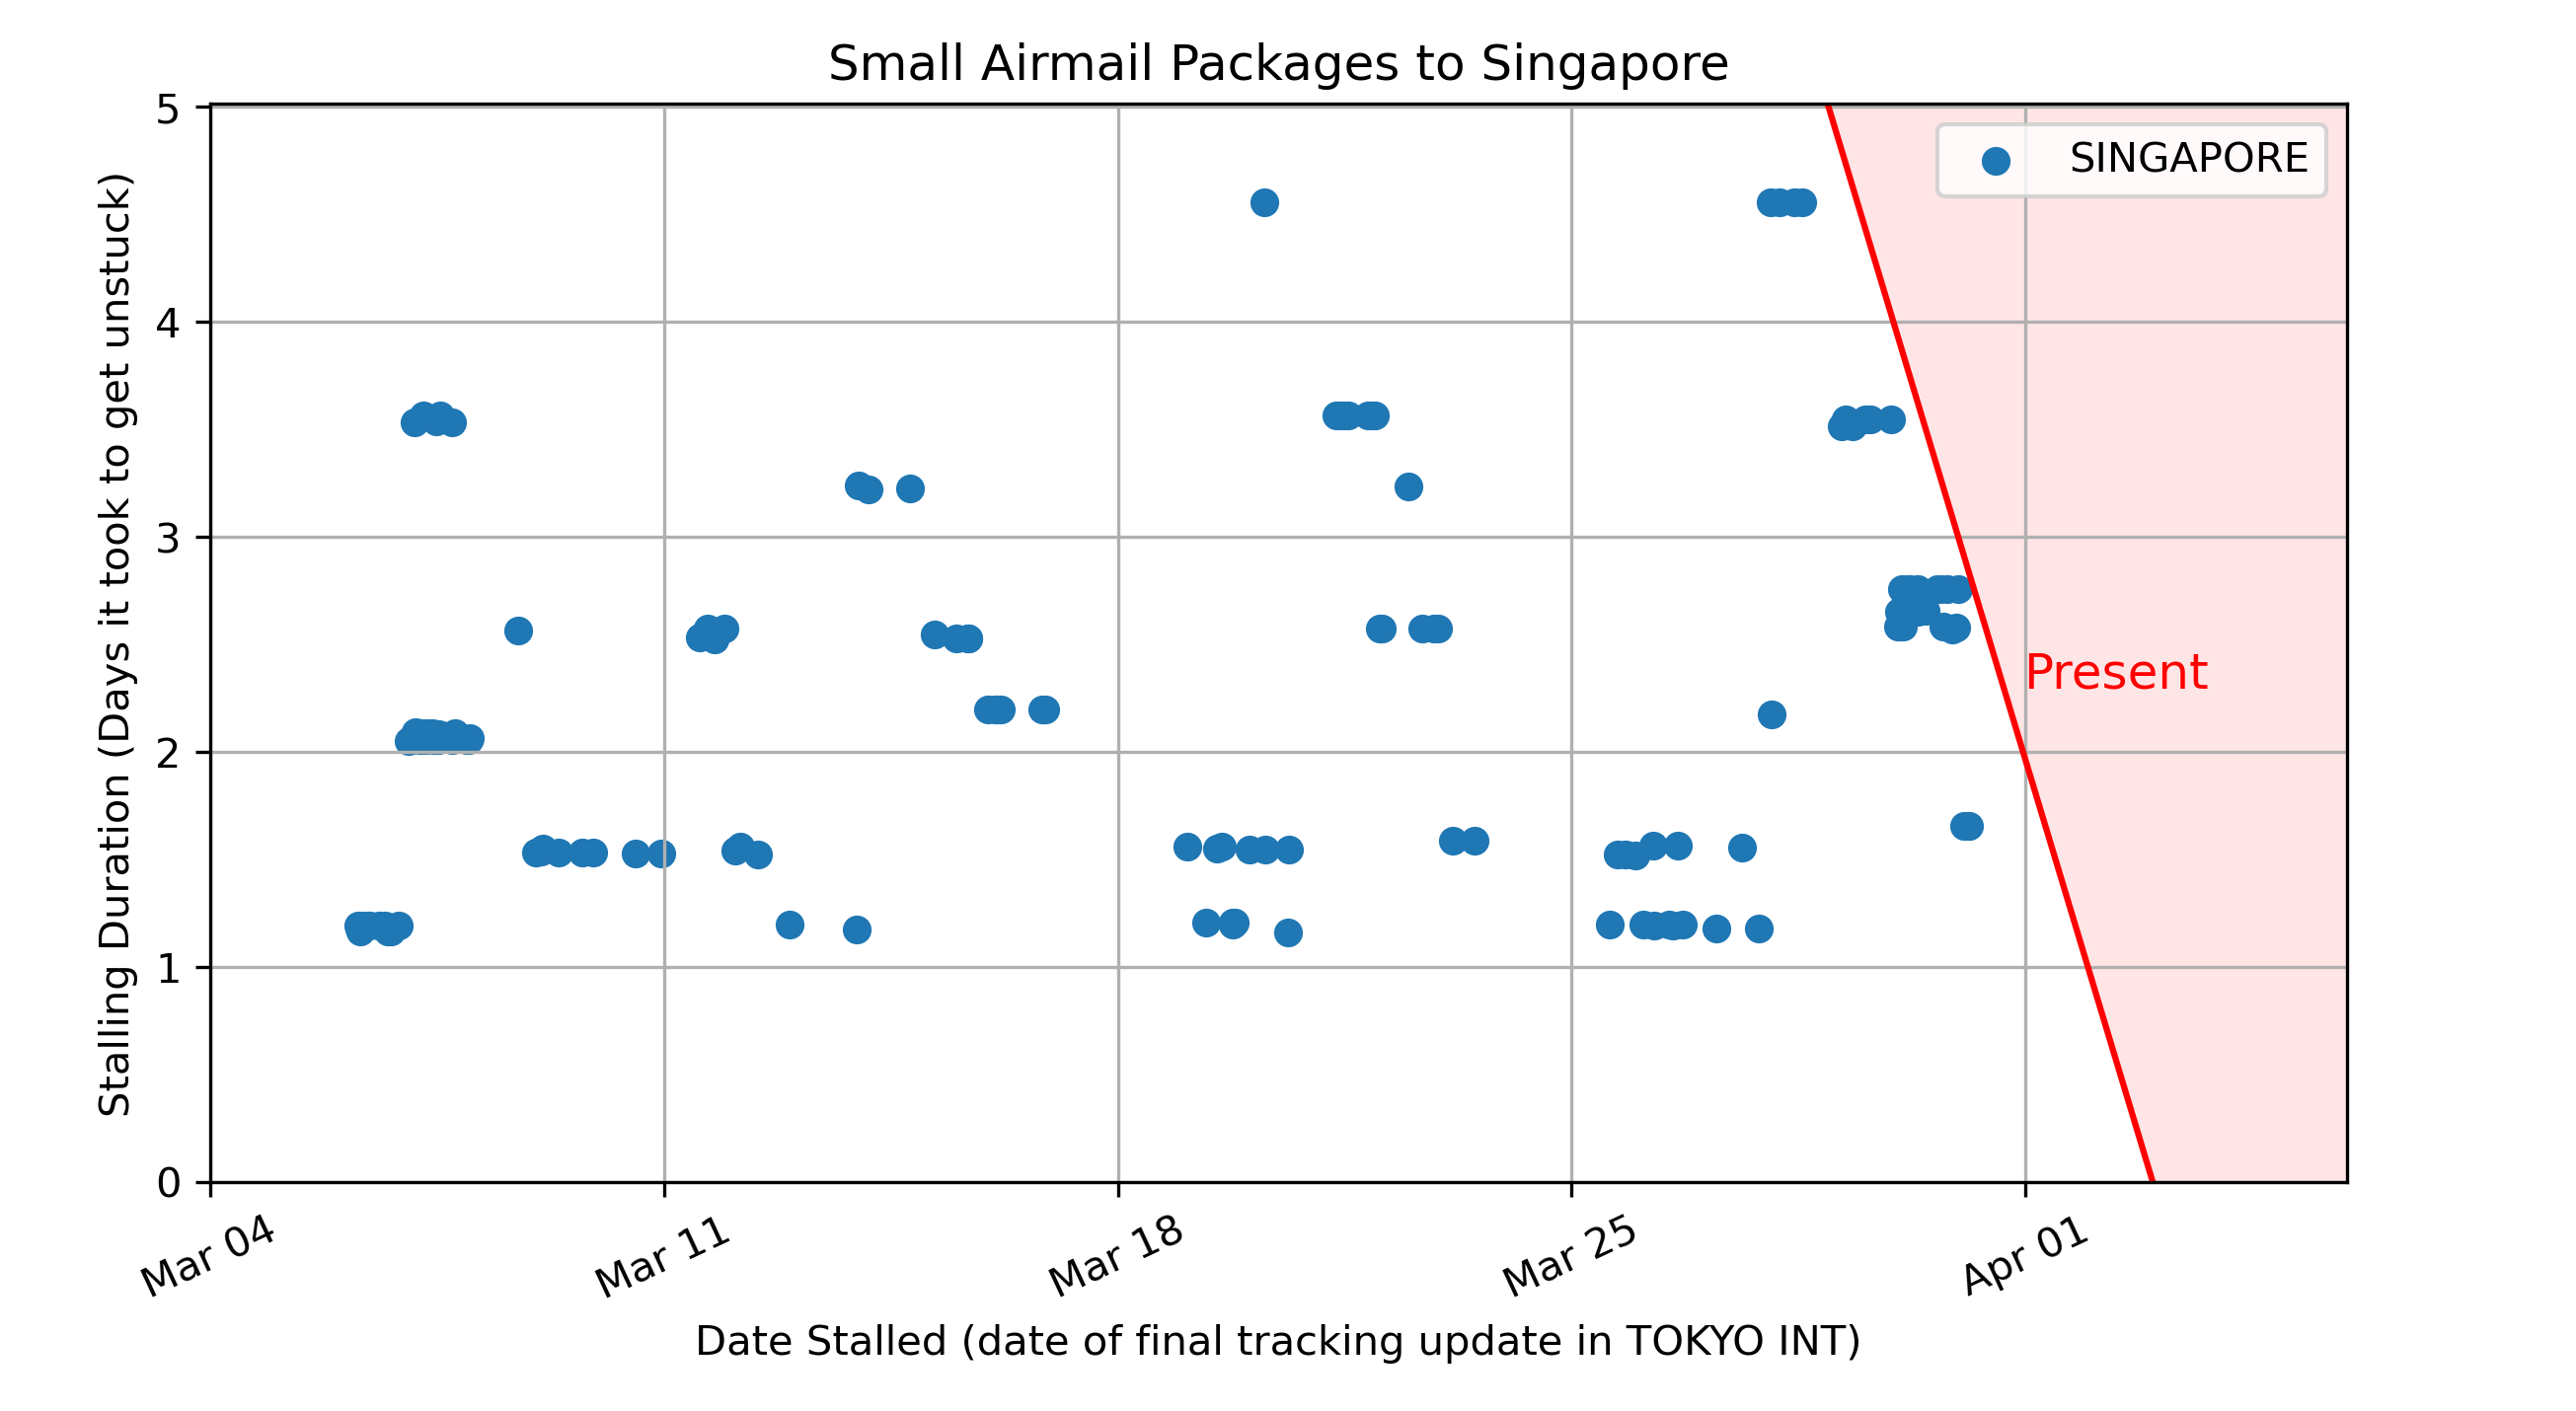 Small Airmail Packages to Singapore
Stalling Duration (Days it took to get unstuck)
5
4
3
2
1
0
SINGAPORE
Present
Mar 04
Mar 11
Mar 18
Mar 25
Apr 01
Date Stalled (date of final tracking update in TOKYO INT)